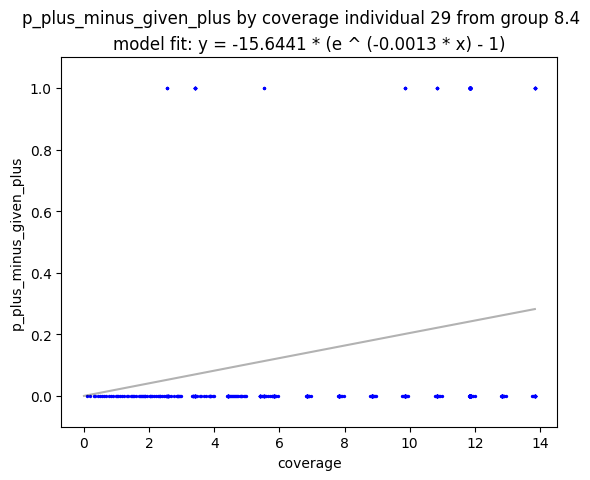 p_plus_minus_given_plus by coverage individual 29 from group 8.4
model fit: y = -15.6441 * (e ^ (-0.0013 * x) - 1)
1.0
0.8
0.6
0.4
0.2
0.0
p_plus_minus_given_plus
0 2 4 6 8 10 12 14
coverage